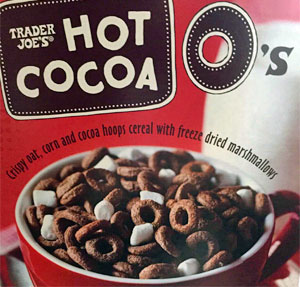 TRADER JOE'S® HOT
COCOA O's
Crispy oat, corn and cocoa hoops cereal with freeze dried marshmallows